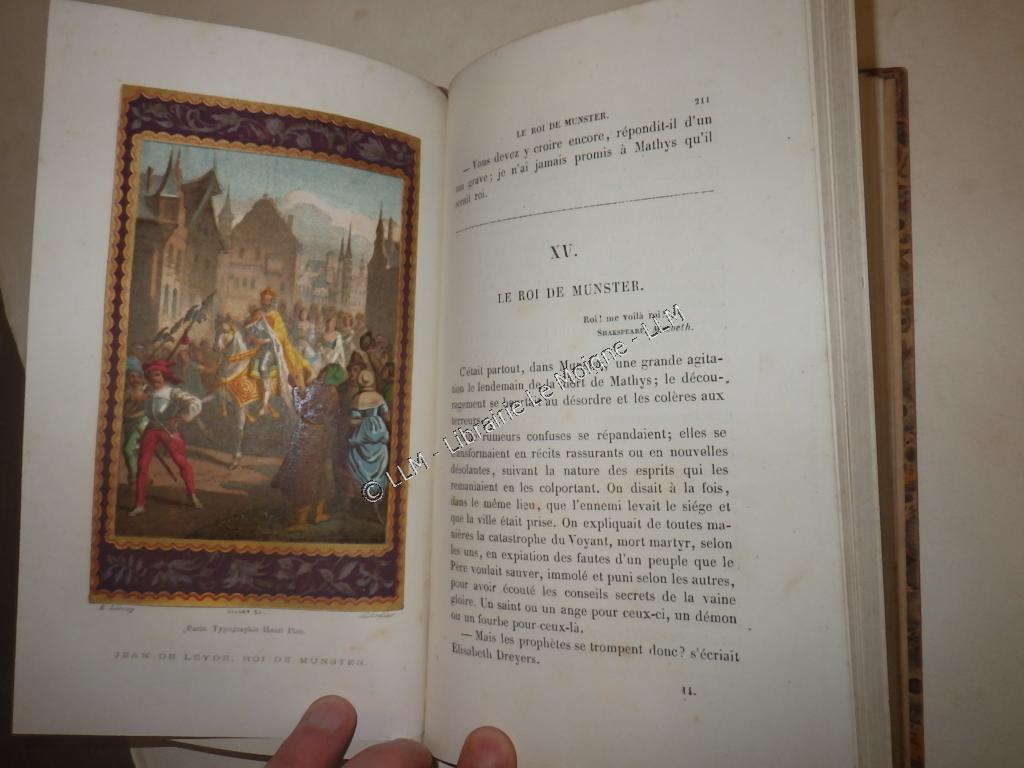 Paris. Typographie Henri Plon.
JEAN DE LEYDE, ROI DE MUNSTER.
LE ROI DE MUNSTER.
211
— Vous devez y croire encore, répondit-il d'un
ton grave; je n'ai jamais promis à Mathys qu'il
serait roi.
XV.
LE ROI DE MUNSTER.
Roi! me voilà roi!
SHAKSPEARE,
C'était partout, dans Munster, une grande agita-
tion le lendemain de la mort de Mathys; le décou-
ragement se heurtait au désordre et les colères aux
terreurs.
rumeurs confuses se répandaient; elles se
transformaient en récits rassurants ou en nouvelles
désolantes, suivant la nature des esprits qui les
remaniaient en les colportant. On disait à la fois,
dans le même lieu, que l'ennemi levait le siége et
que la ville était prise. On expliquait de toutes ma-
nières la catastrophe du Voyant, mort martyr, selon
les uns, en expiation des fautes d'un peuple que le
Père voulait sauver, immolé et puni selon les autres,
pour avoir écouté les conseils secrets de la vaine
gloire. Un saint ou un ange pour ceux-ci, un démon
ou un fourbe pour ceux-là.
— Mais les prophètes se trompent donc? s'écriait
Elisabeth Dreyers.
14.
© LLM - Librairie Le Moigne - LLM